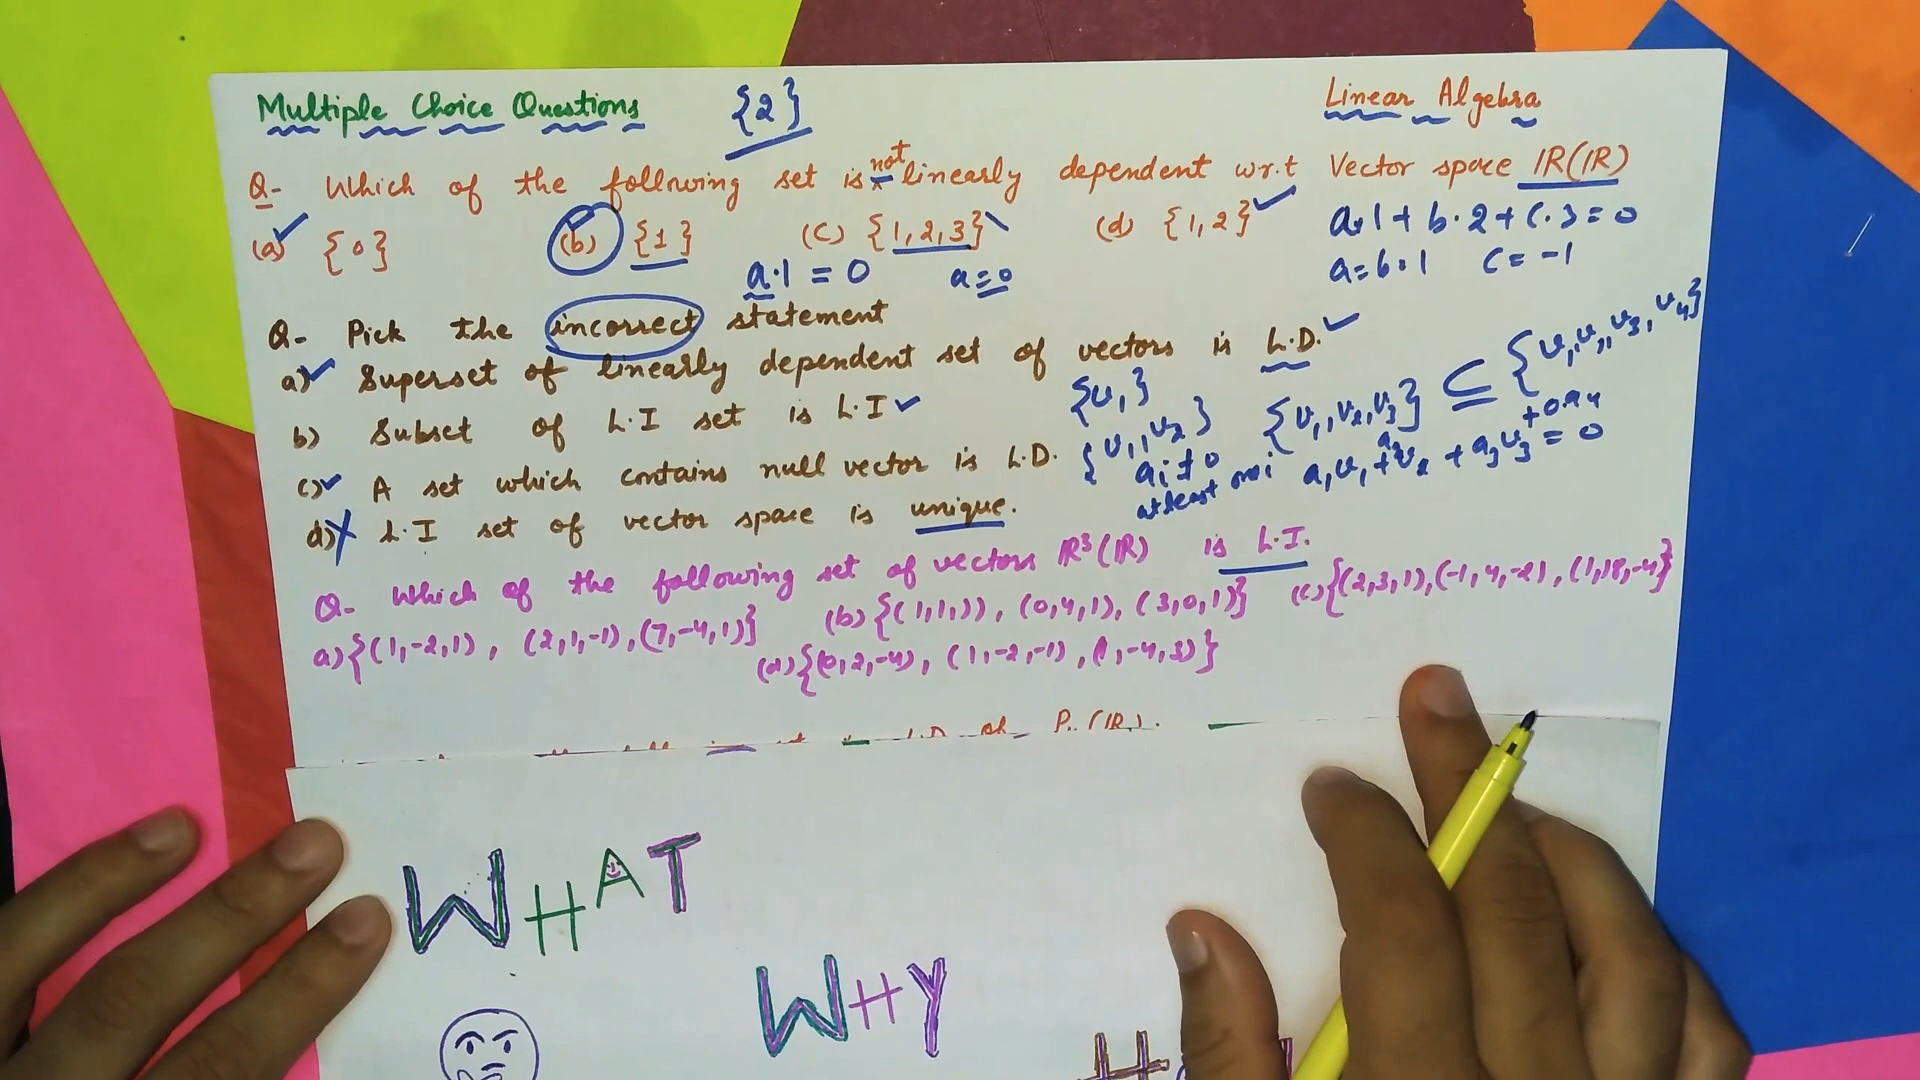 Multiple Choice Questions {2} Linear Algebra
Q- Which of the following set is not linearly dependent w.r.t Vector space IR(IR)
(a) {0} (b) {1} (c) {1,2,3} (d) {1,2} a.1 + b.2 + c.3 = 0
a.1 = 0 a = 0 a = b = 1 c = -1
Q- Pick the incorrect statement
a) Superset of linearly dependent set of vectors is L.D.
b) Subset of L.I set is L.I
{v₁} {v₁,v₂,v₃} ⊆ {v₁,v₂,v₃,v₄}
c) A set which contains null vector is L.D.
{v₁,v₂} a₁v₁ + a₂v₂ + a₃v₃ + 0.v₄ = 0
aᵢ ≠ 0
d) L.I set of vector space is unique.
Q- Which of the following set of vectors IR³(IR) is L.I.
a) {(1,-2,1), (2,1,-1), (7,-4,1)} (b) {(1,1,1), (0,4,1), (3,0,1)} (c) {(2,3,1), (-1,4,-2), (1,18,-4)}
(d) {(0,2,-4), (1,-2,-1), (1,-4,3)}
WHAT
WHY